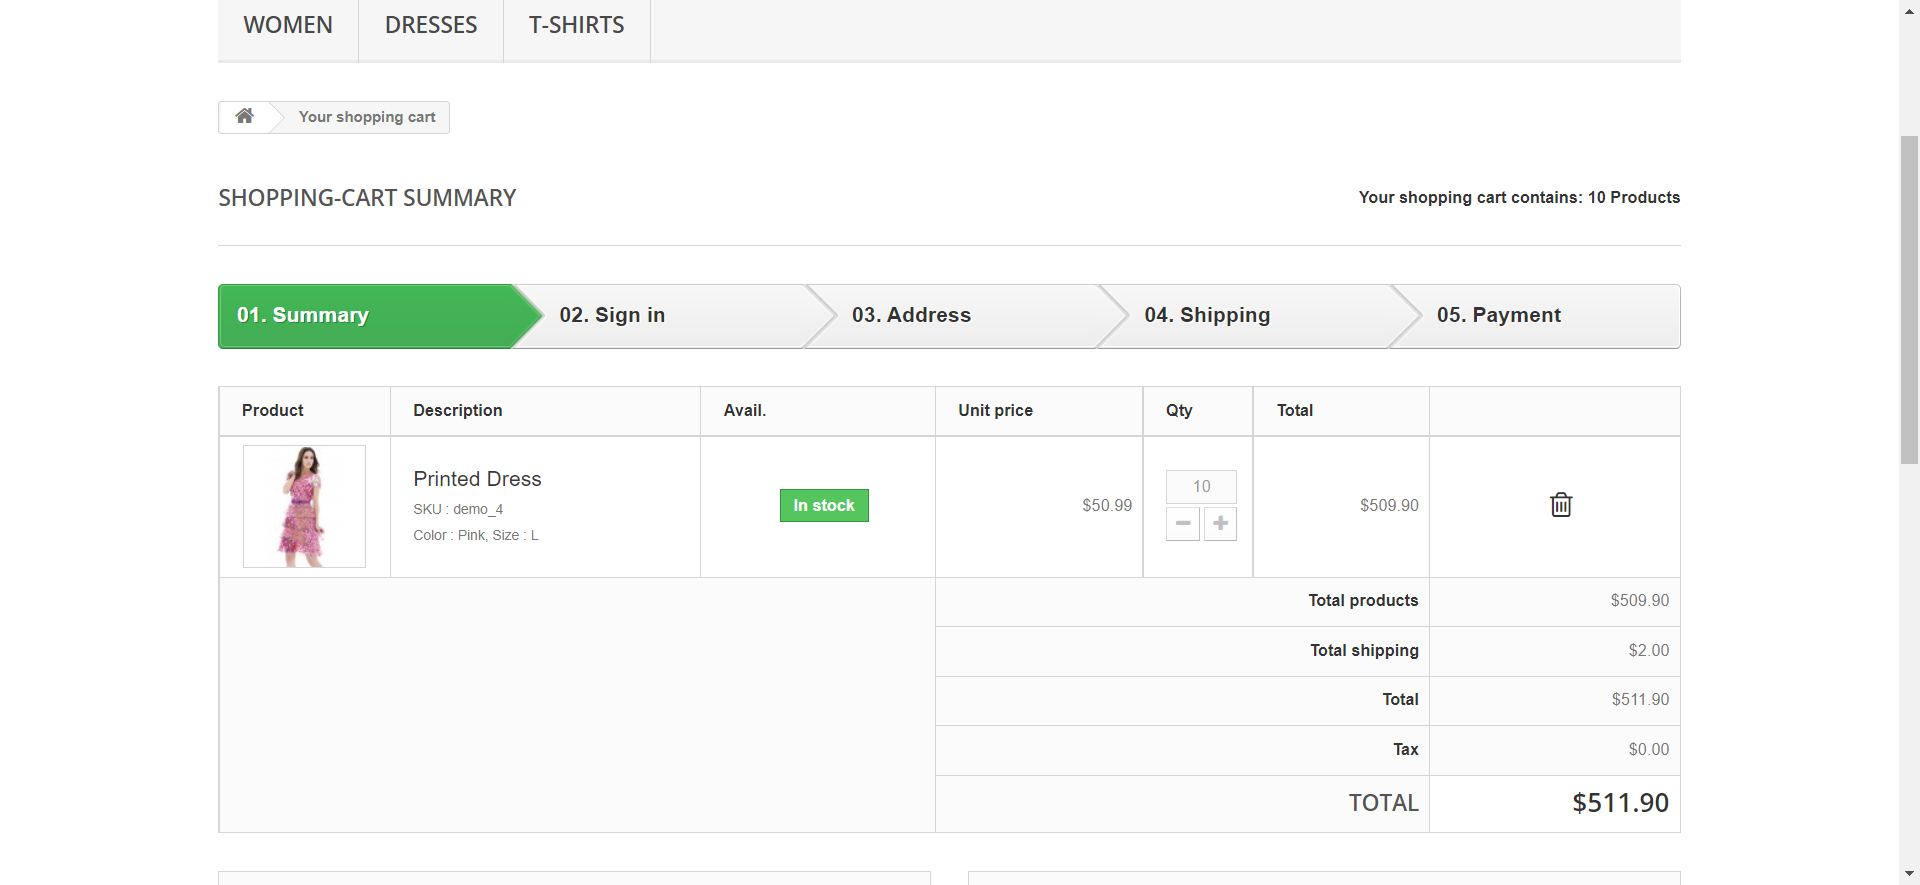 WOMEN DRESSES T-SHIRTS
Your shopping cart
SHOPPING-CART SUMMARY Your shopping cart contains: 10 Products
01. Summary 02. Sign in 03. Address 04. Shipping 05. Payment
Product Description Avail. Unit price Qty Total
Printed Dress
SKU : demo_4
Color : Pink, Size : L
In stock
$50.99
10
$509.90
Total products $509.90
Total shipping $2.00
Total $511.90
Tax $0.00
TOTAL $511.90